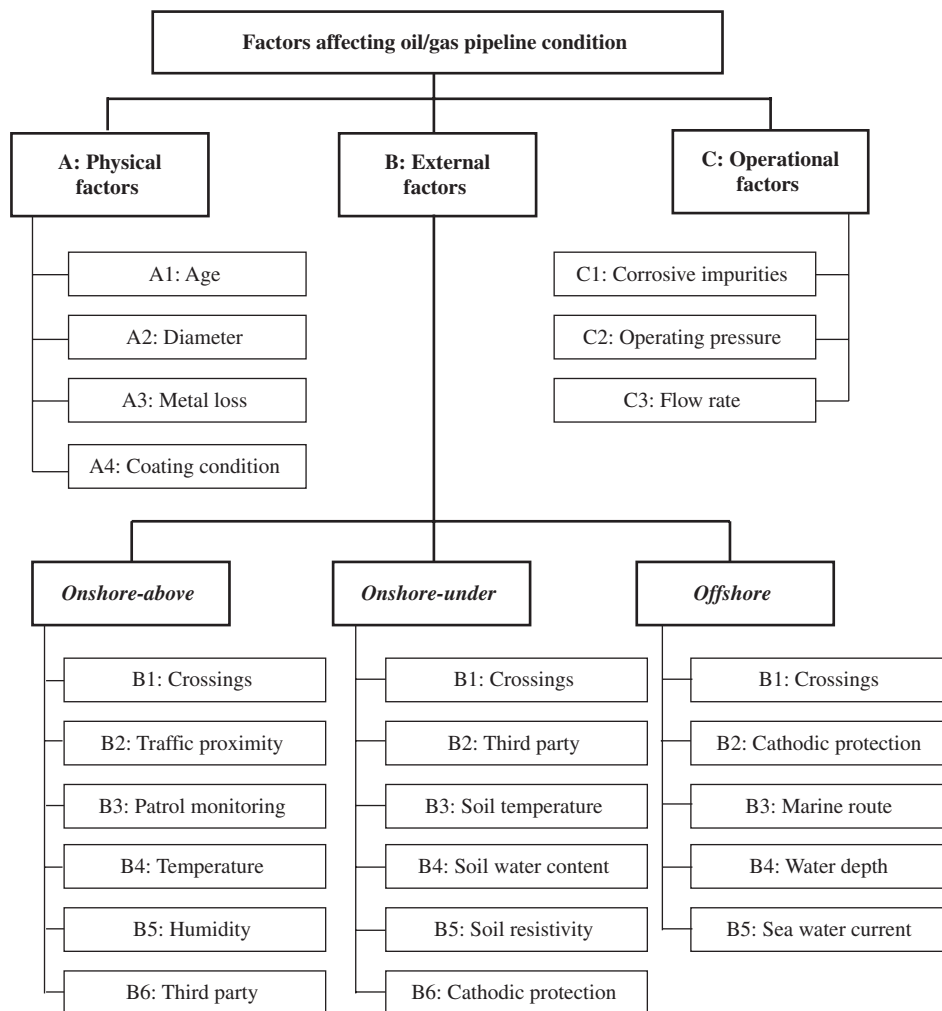 Factors affecting oil/gas pipeline condition
A: Physical
factors
B: External
factors
C: Operational
factors
A1: Age
A2: Diameter
A3: Metal loss
A4: Coating condition
C1: Corrosive impurities
C2: Operating pressure
C3: Flow rate
Onshore-above
B1: Crossings
B2: Traffic proximity
B3: Patrol monitoring
B4: Temperature
B5: Humidity
B6: Third party
Onshore-under
B1: Crossings
B2: Third party
B3: Soil temperature
B4: Soil water content
B5: Soil resistivity
B6: Cathodic protection
Offshore
B1: Crossings
B2: Cathodic protection
B3: Marine route
B4: Water depth
B5: Sea water current